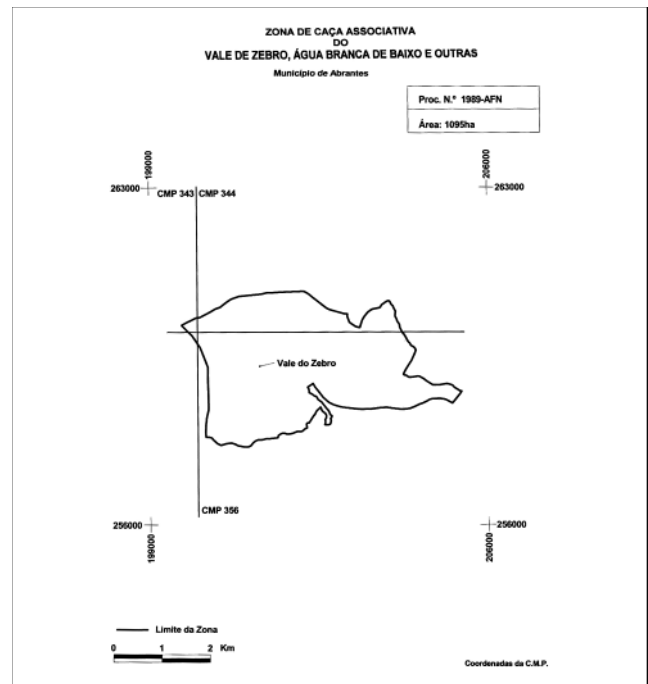 ZONA DE CAÇA ASSOCIATIVA
DO
VALE DE ZEBRO, ÁGUA BRANCA DE BAIXO E OUTRAS
Município de Abrantes
Proc. N.º 1989-AFN
Área: 1095ha
199000
206000
263000
CMP 343
CMP 344
263000
Vale do Zebro
CMP 356
256000
256000
199000
206000
Limite da Zona
0 1 2 Km
Coordenadas da C.M.P.